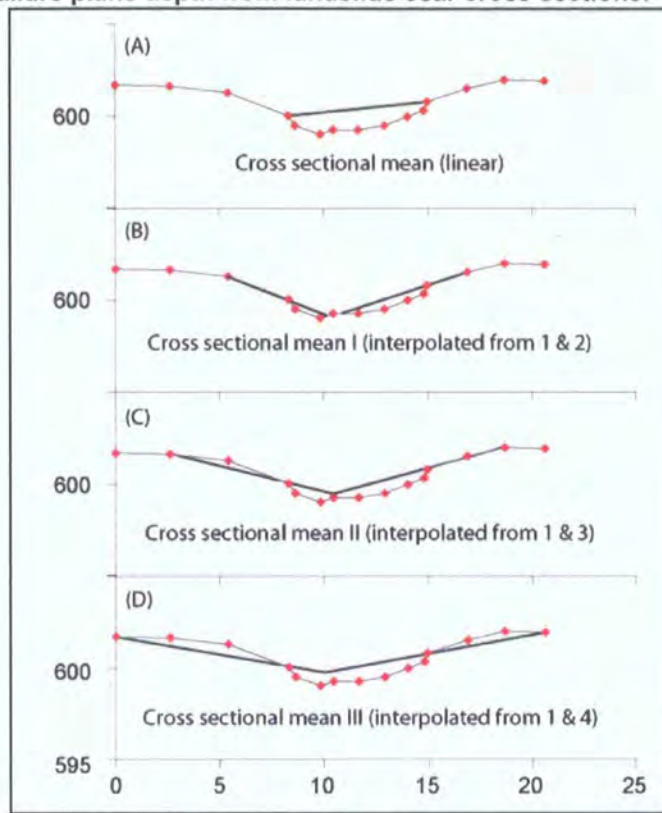 (A)
600
Cross sectional mean (linear)
(B)
600
Cross sectional mean I (interpolated from 1 & 2)
(C)
600
Cross sectional mean II (interpolated from 1 & 3)
(D)
600
Cross sectional mean III (interpolated from 1 & 4)
595
0 5 10 15 20 25